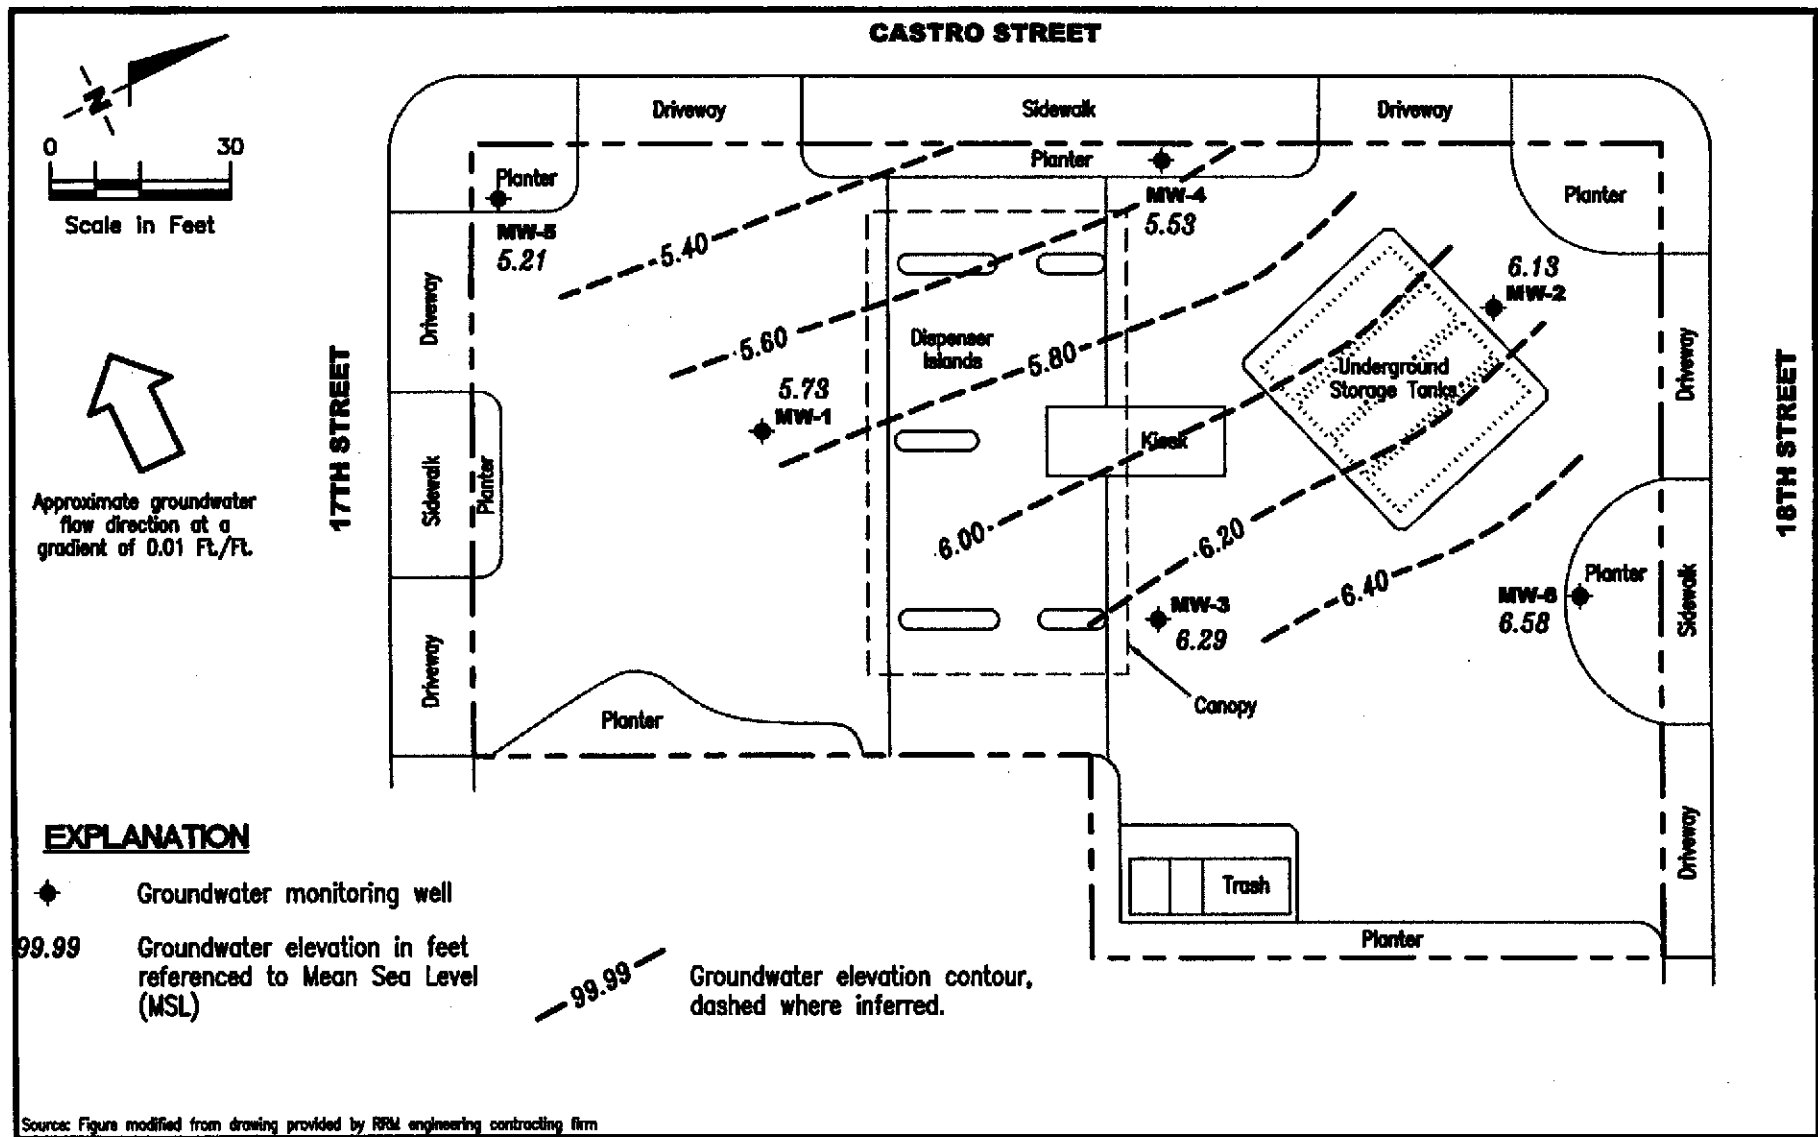 CASTRO STREET
N
0 30
Scale in Feet
Driveway
Sidewalk
Driveway
Planter
Planter
Planter
MW-5
5.21
MW-4
5.53
5.40
6.13
MW-2
Driveway
5.60
Dispenser
Islands
5.80
Underground
Storage Tanks
Driveway
17TH STREET
18TH STREET
5.73
MW-1
Kiosk
Approximate groundwater
flow direction at a
gradient of 0.01 Ft./Ft.
Sidewalk
Planter
6.00
6.20
6.40
MW-3
6.29
MW-6
6.58
Planter
Sidewalk
Driveway
Planter
Canopy
Driveway
Trash
Planter
EXPLANATION
Groundwater monitoring well
99.99 Groundwater elevation in feet
referenced to Mean Sea Level
(MSL)
99.99 Groundwater elevation contour,
dashed where inferred.
Source: Figure modified from drawing provided by RRM engineering contracting firm